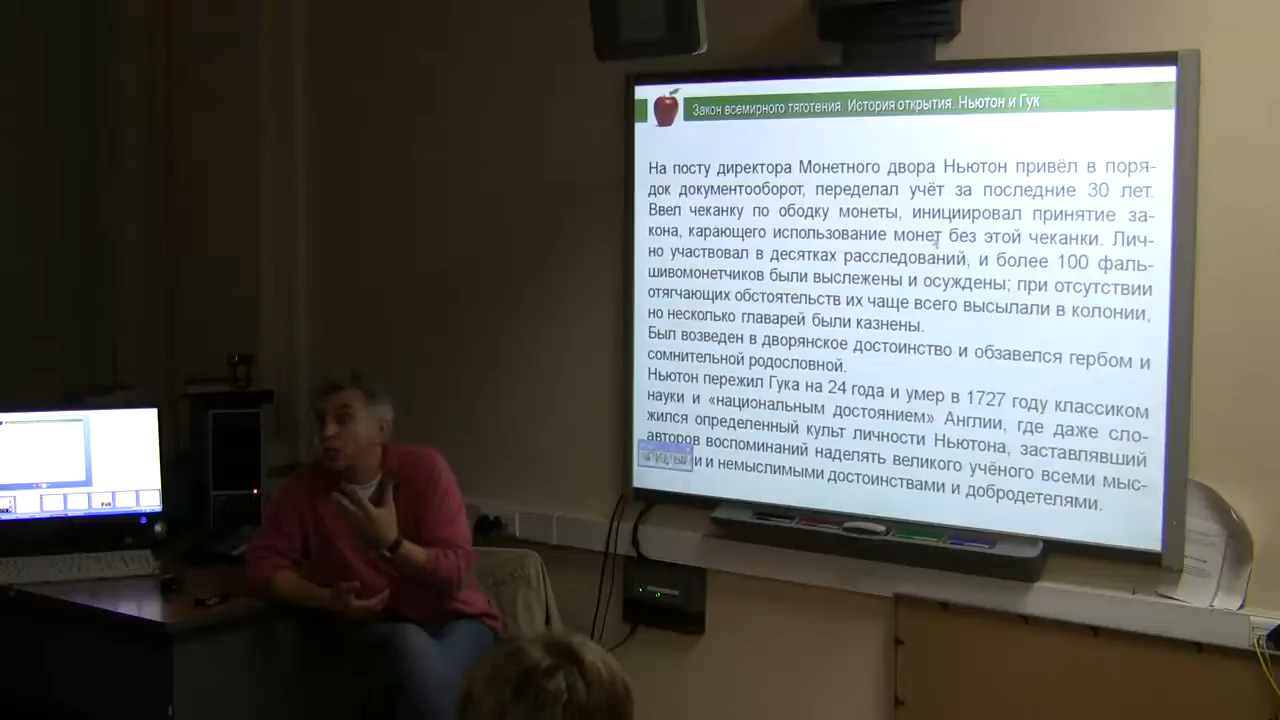 Закон всемирного тяготения. История открытия. Ньютон и Гук
На посту директора Монетного двора Ньютон привёл в поря-
док документооборот, переделал учёт за последние 30 лет.
Ввел чеканку по ободку монеты, инициировал принятие за-
кона, карающего использование монет без этой чеканки. Лич-
но участвовал в десятках расследований, и более 100 фаль-
шивомонетчиков были выслежены и осуждены; при отсутствии
отягчающих обстоятельств их чаще всего высылали в колонии,
но несколько главарей были казнены.
Был возведен в дворянское достоинство и обзавелся гербом и
сомнительной родословной.
Ньютон пережил Гука на 24 года и умер в 1727 году классиком
науки и «национальным достоянием» Англии, где даже сло-
жился определенный культ личности Ньютона, заставлявший
авторов воспоминаний наделять великого учёного всеми мыс-
и немыслимыми достоинствами и добродетелями.